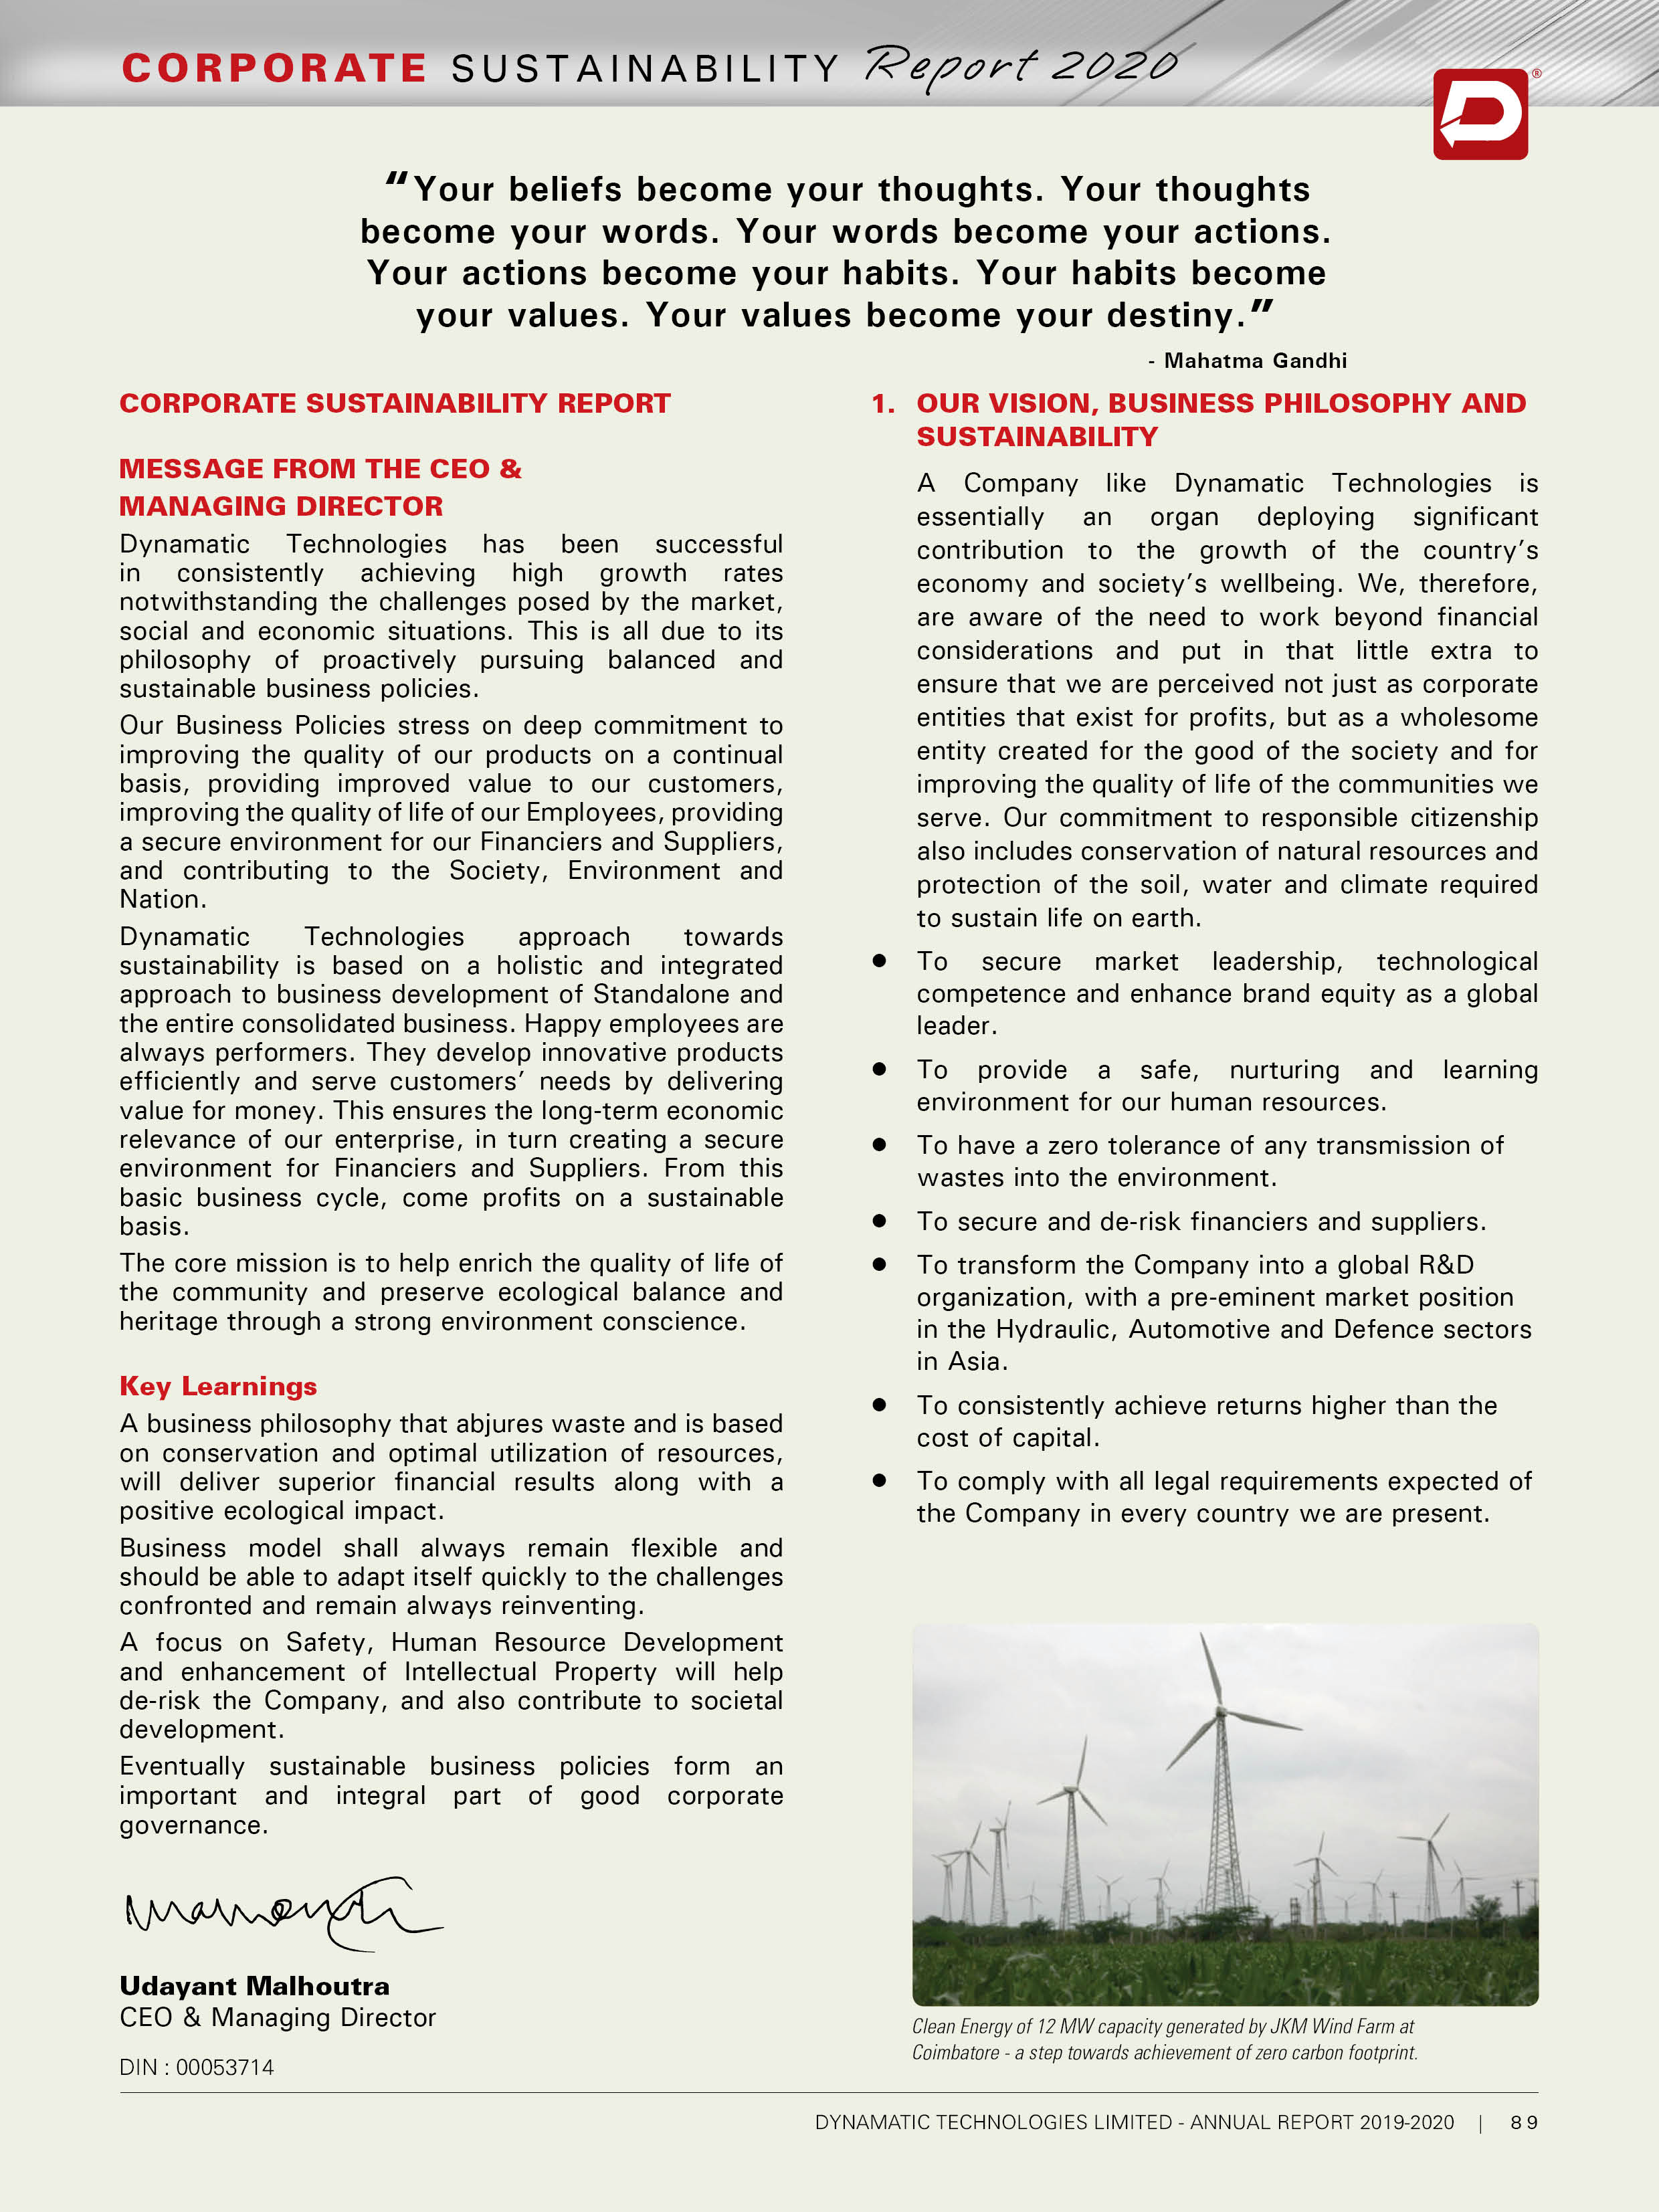 CORPORATE SUSTAINABILITY Report 2020
®
“Your beliefs become your thoughts. Your thoughts
become your words. Your words become your actions.
Your actions become your habits. Your habits become
your values. Your values become your destiny.”
- Mahatma Gandhi
CORPORATE SUSTAINABILITY REPORT
MESSAGE FROM THE CEO &
MANAGING DIRECTOR
Dynamatic Technologies has been successful
in consistently achieving high growth rates
notwithstanding the challenges posed by the market,
social and economic situations. This is all due to its
philosophy of proactively pursuing balanced and
sustainable business policies.
Our Business Policies stress on deep commitment to
improving the quality of our products on a continual
basis, providing improved value to our customers,
improving the quality of life of our Employees, providing
a secure environment for our Financiers and Suppliers,
and contributing to the Society, Environment and
Nation.
Dynamatic Technologies approach towards
sustainability is based on a holistic and integrated
approach to business development of Standalone and
the entire consolidated business. Happy employees are
always performers. They develop innovative products
efficiently and serve customers’ needs by delivering
value for money. This ensures the long-term economic
relevance of our enterprise, in turn creating a secure
environment for Financiers and Suppliers. From this
basic business cycle, come profits on a sustainable
basis.
The core mission is to help enrich the quality of life of
the community and preserve ecological balance and
heritage through a strong environment conscience.
Key Learnings
A business philosophy that abjures waste and is based
on conservation and optimal utilization of resources,
will deliver superior financial results along with a
positive ecological impact.
Business model shall always remain flexible and
should be able to adapt itself quickly to the challenges
confronted and remain always reinventing.
A focus on Safety, Human Resource Development
and enhancement of Intellectual Property will help
de-risk the Company, and also contribute to societal
development.
Eventually sustainable business policies form an
important and integral part of good corporate
governance.
Udayant Malhoutra
CEO & Managing Director
DIN : 00053714
1. OUR VISION, BUSINESS PHILOSOPHY AND
SUSTAINABILITY
A Company like Dynamatic Technologies is
essentially an organ deploying significant
contribution to the growth of the country’s
economy and society’s wellbeing. We, therefore,
are aware of the need to work beyond financial
considerations and put in that little extra to
ensure that we are perceived not just as corporate
entities that exist for profits, but as a wholesome
entity created for the good of the society and for
improving the quality of life of the communities we
serve. Our commitment to responsible citizenship
also includes conservation of natural resources and
protection of the soil, water and climate required
to sustain life on earth.
● To secure market leadership, technological
competence and enhance brand equity as a global
leader.
● To provide a safe, nurturing and learning
environment for our human resources.
● To have a zero tolerance of any transmission of
wastes into the environment.
● To secure and de-risk financiers and suppliers.
● To transform the Company into a global R&D
organization, with a pre-eminent market position
in the Hydraulic, Automotive and Defence sectors
in Asia.
● To consistently achieve returns higher than the
cost of capital.
● To comply with all legal requirements expected of
the Company in every country we are present.
Clean Energy of 12 MW capacity generated by JKM Wind Farm at
Coimbatore - a step towards achievement of zero carbon footprint.
DYNAMATIC TECHNOLOGIES LIMITED - ANNUAL REPORT 2019-2020 | 89